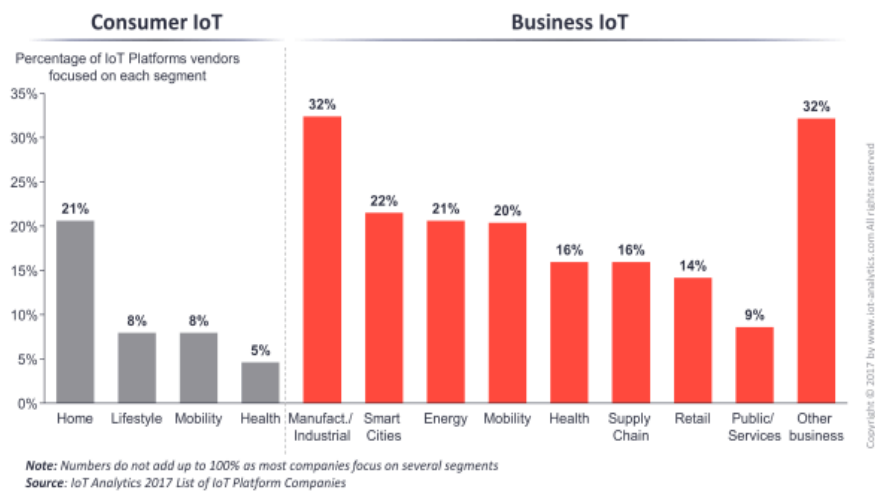 Consumer IoT
Business IoT
Percentage of IoT Platforms vendors
focused on each segment
35%
30%
25%
20%
15%
10%
5%
0%
21%
8%
8%
5%
32%
22%
21%
20%
16%
16%
14%
9%
32%
Home
Lifestyle
Mobility
Health
Manufact./
Industrial
Smart
Cities
Energy
Mobility
Health
Supply
Chain
Retail
Public/
Services
Other
business
Note: Numbers do not add up to 100% as most companies focus on several segments
Source: IoT Analytics 2017 List of IoT Platform Companies
Copyright © 2017 by www.iot-analytics.com All rights reserved